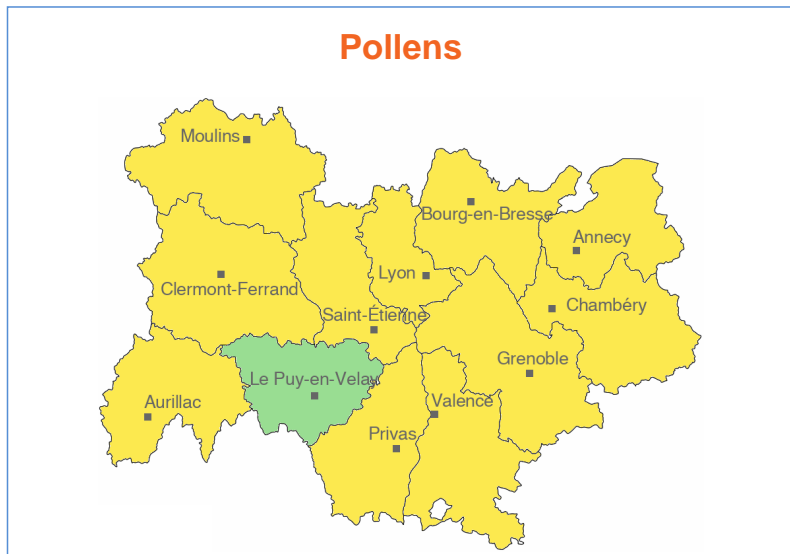 Pollens
Moulins
Bourg-en-Bresse
Annecy
Lyon
Clermont-Ferrand
Chambéry
Saint-Étienne
Grenoble
Le Puy-en-Velay
Aurillac
Valence
Privas